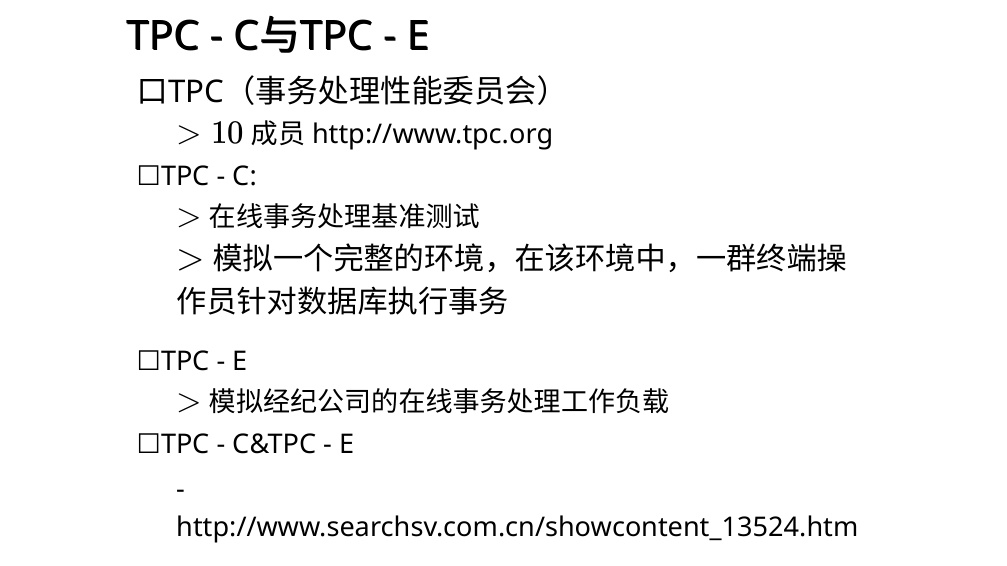 TPC - C与TPC - E
口TPC（事务处理性能委员会）
> 10 成员 http://www.tpc.org
□TPC - C:
> 在线事务处理基准测试
> 模拟一个完整的环境，在该环境中，一群终端操
作员针对数据库执行事务
□TPC - E
> 模拟经纪公司的在线事务处理工作负载
□TPC - C&TPC - E
-
http://www.searchsv.com.cn/showcontent_13524.htm